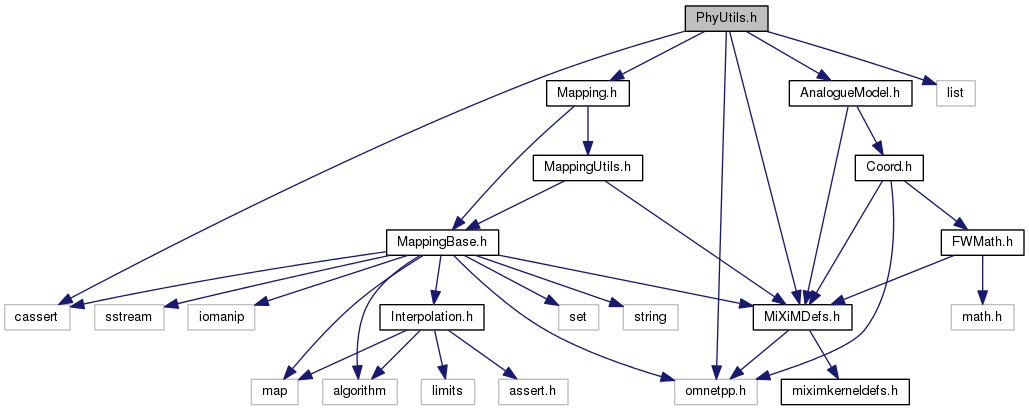 PhyUtils.h
Mapping.h
AnalogueModel.h
list
MappingUtils.h
Coord.h
MappingBase.h
FWMath.h
cassert
sstream
iomanip
Interpolation.h
set
string
MiXiMDefs.h
math.h
map
algorithm
limits
assert.h
omnetpp.h
miximkerneldefs.h